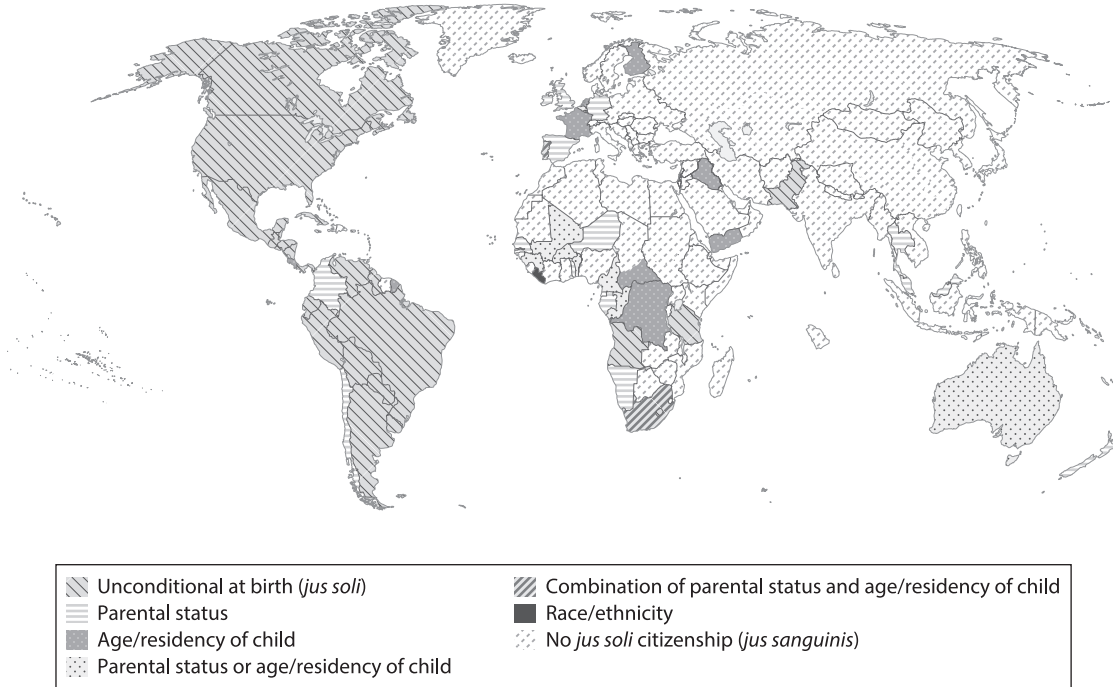 Unconditional at birth (jus soli)
Parental status
Age/residency of child
Parental status or age/residency of child
Combination of parental status and age/residency of child
Race/ethnicity
No jus soli citizenship (jus sanguinis)